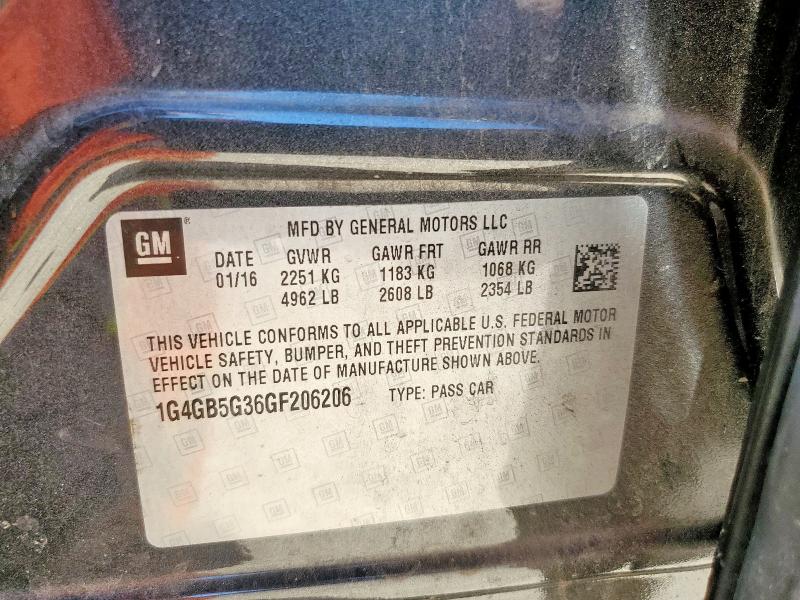 GM ®
MFD BY GENERAL MOTORS LLC
DATE GVWR GAWR FRT GAWR RR
01/16 2251 KG 1183 KG 1068 KG
4962 LB 2608 LB 2354 LB
THIS VEHICLE CONFORMS TO ALL APPLICABLE U.S. FEDERAL MOTOR
VEHICLE SAFETY, BUMPER, AND THEFT PREVENTION STANDARDS IN
EFFECT ON THE DATE OF MANUFACTURE SHOWN ABOVE.
1G4GB5G36GF206206 TYPE: PASS CAR